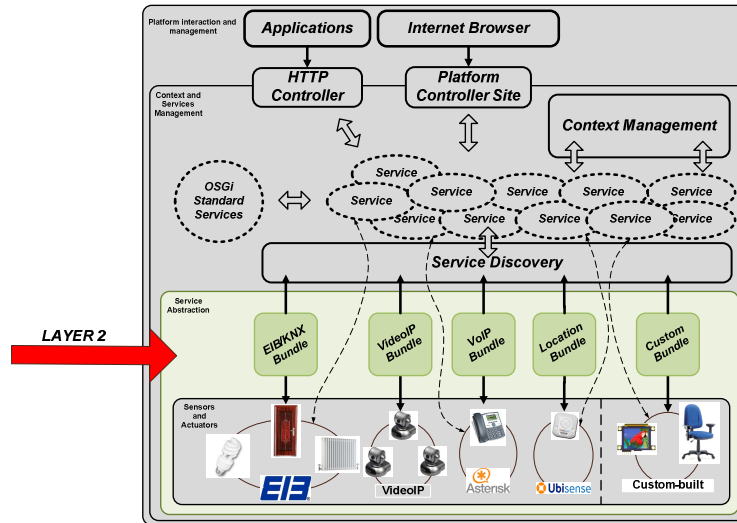 Platform interaction and
management
Applications
Internet Browser
HTTP
Controller
Platform
Controller Site
Context and
Services
Management
Context Management
OSGi
Standard
Services
Service
Service
Service
Service
Service
Service
Service
Service
Service
Service
Service
Service Discovery
Service
Abstraction
LAYER 2
EIB/KNX
Bundle
VideoIP
Bundle
VoIP
Bundle
Location
Bundle
Custom
Bundle
Sensors and
Actuators
EIB
VideoIP
Asterisk
Ubisense
Custom-built